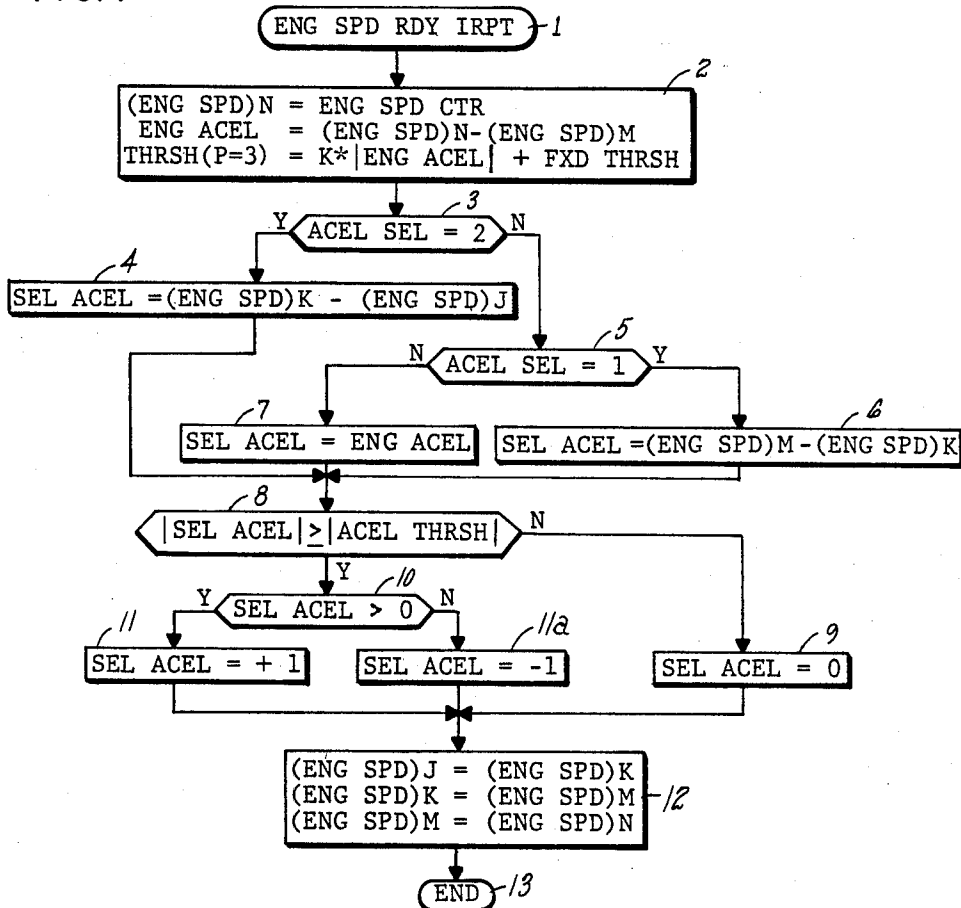 ENG SPD RDY IRPT 1
2
(ENG SPD)N = ENG SPD CTR
ENG ACEL = (ENG SPD)N-(ENG SPD)M
THRSH(P=3) = K*|ENG ACEL| + FXD THRSH
3
Y ACEL SEL = 2 N
4
SEL ACEL =(ENG SPD)K - (ENG SPD)J
5
N ACEL SEL = 1 Y
7
6
SEL ACEL = ENG ACEL
SEL ACEL =(ENG SPD)M-(ENG SPD)K
8
|SEL ACEL|≥|ACEL THRSH| N
Y
10
Y SEL ACEL > 0 N
11
11a
9
SEL ACEL = + 1
SEL ACEL = -1
SEL ACEL = 0
(ENG SPD)J = (ENG SPD)K
(ENG SPD)K = (ENG SPD)M
(ENG SPD)M = (ENG SPD)N
12
END 13